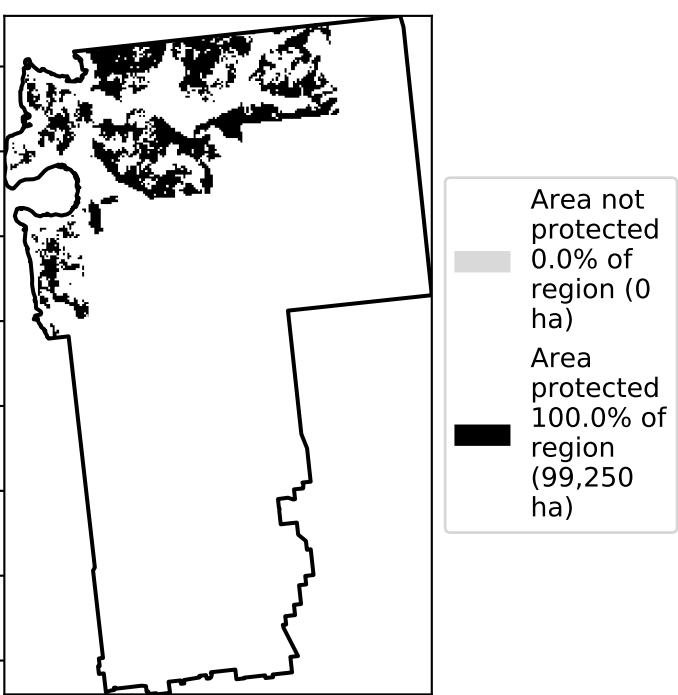 Area not
protected
0.0% of
region (0
ha)
Area
protected
100.0% of
region
(99,250
ha)